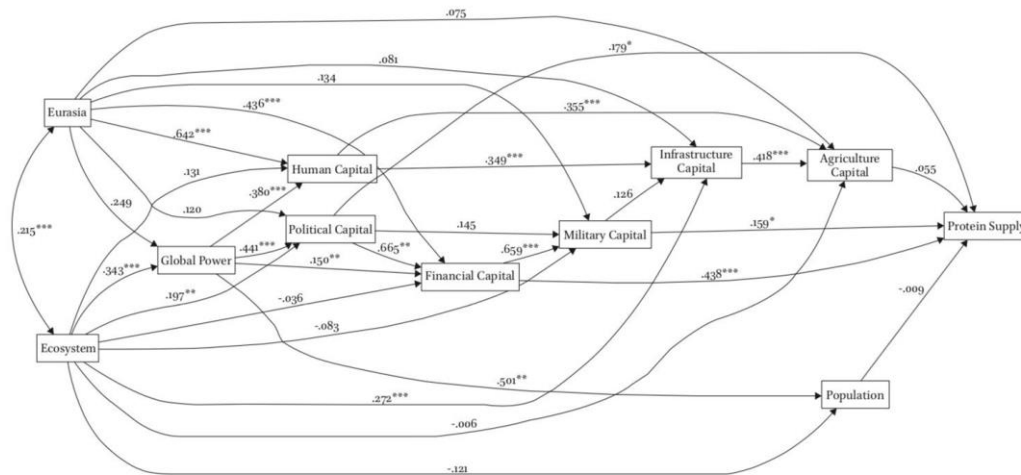 .075
.179*
.081
.134
Eurasia
.436***
.355***
.642***
Infrastructure
Capital
Agriculture
Capital
.349***
.418***
Human Capital
.131
.055
.380***
.126
.249
.120
Political Capital
.145
Military Capital
.159*
Protein Supply
.215***
.441***
.665**
.659***
Global Power
.150**
Financial Capital
.343***
.438***
.197**
-.036
-.009
-.083
Ecosystem
.501**
Population
.272***
-.006
-.121